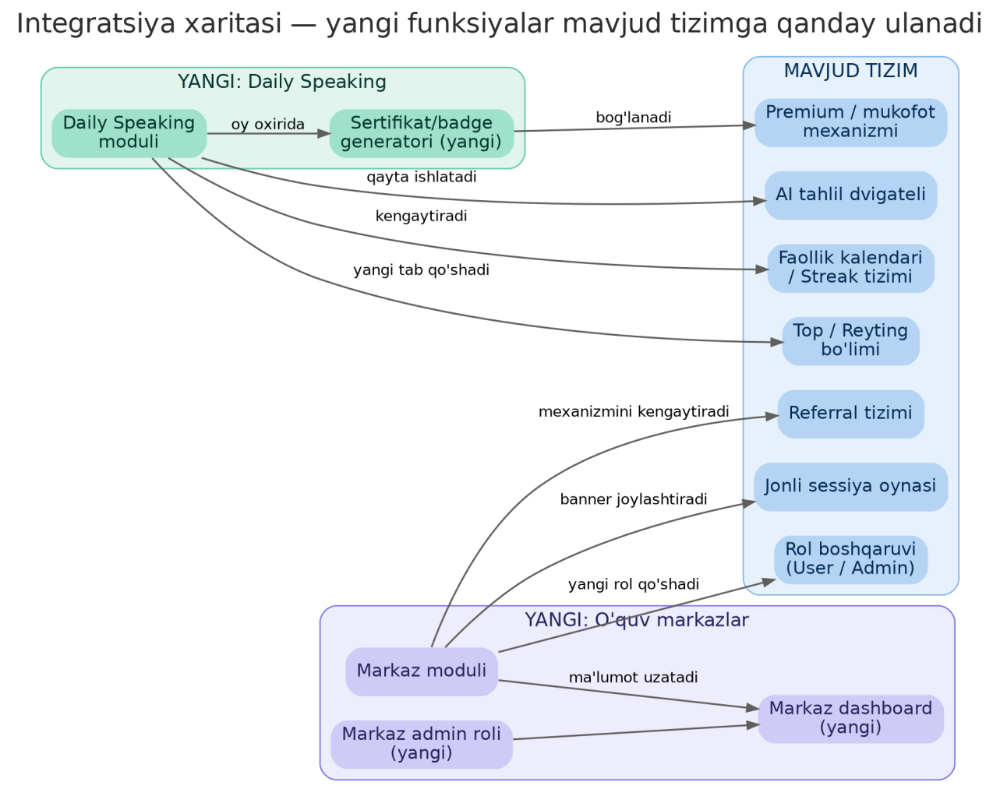 Integratsiya xaritasi — yangi funksiyalar mavjud tizimga qanday ulanadi
YANGI: Daily Speaking
Daily Speaking
moduli
oy oxirida
Sertifikat/badge
generatori (yangi)
bog'lanadi
qayta ishlatadi
kengaytiradi
yangi tab qo'shadi
MAVJUD TIZIM
Premium / mukofot
mexanizmi
AI tahlil dvigateli
Faollik kalendari
/ Streak tizimi
Top / Reyting
bo'limi
Referral tizimi
Jonli sessiya oynasi
Rol boshqaruvi
(User / Admin)
mexanizmini kengaytiradi
banner joylashtiradi
yangi rol qo'shadi
YANGI: O'quv markazlar
Markaz moduli
ma'lumot uzatadi
Markaz admin roli
(yangi)
Markaz dashboard
(yangi)